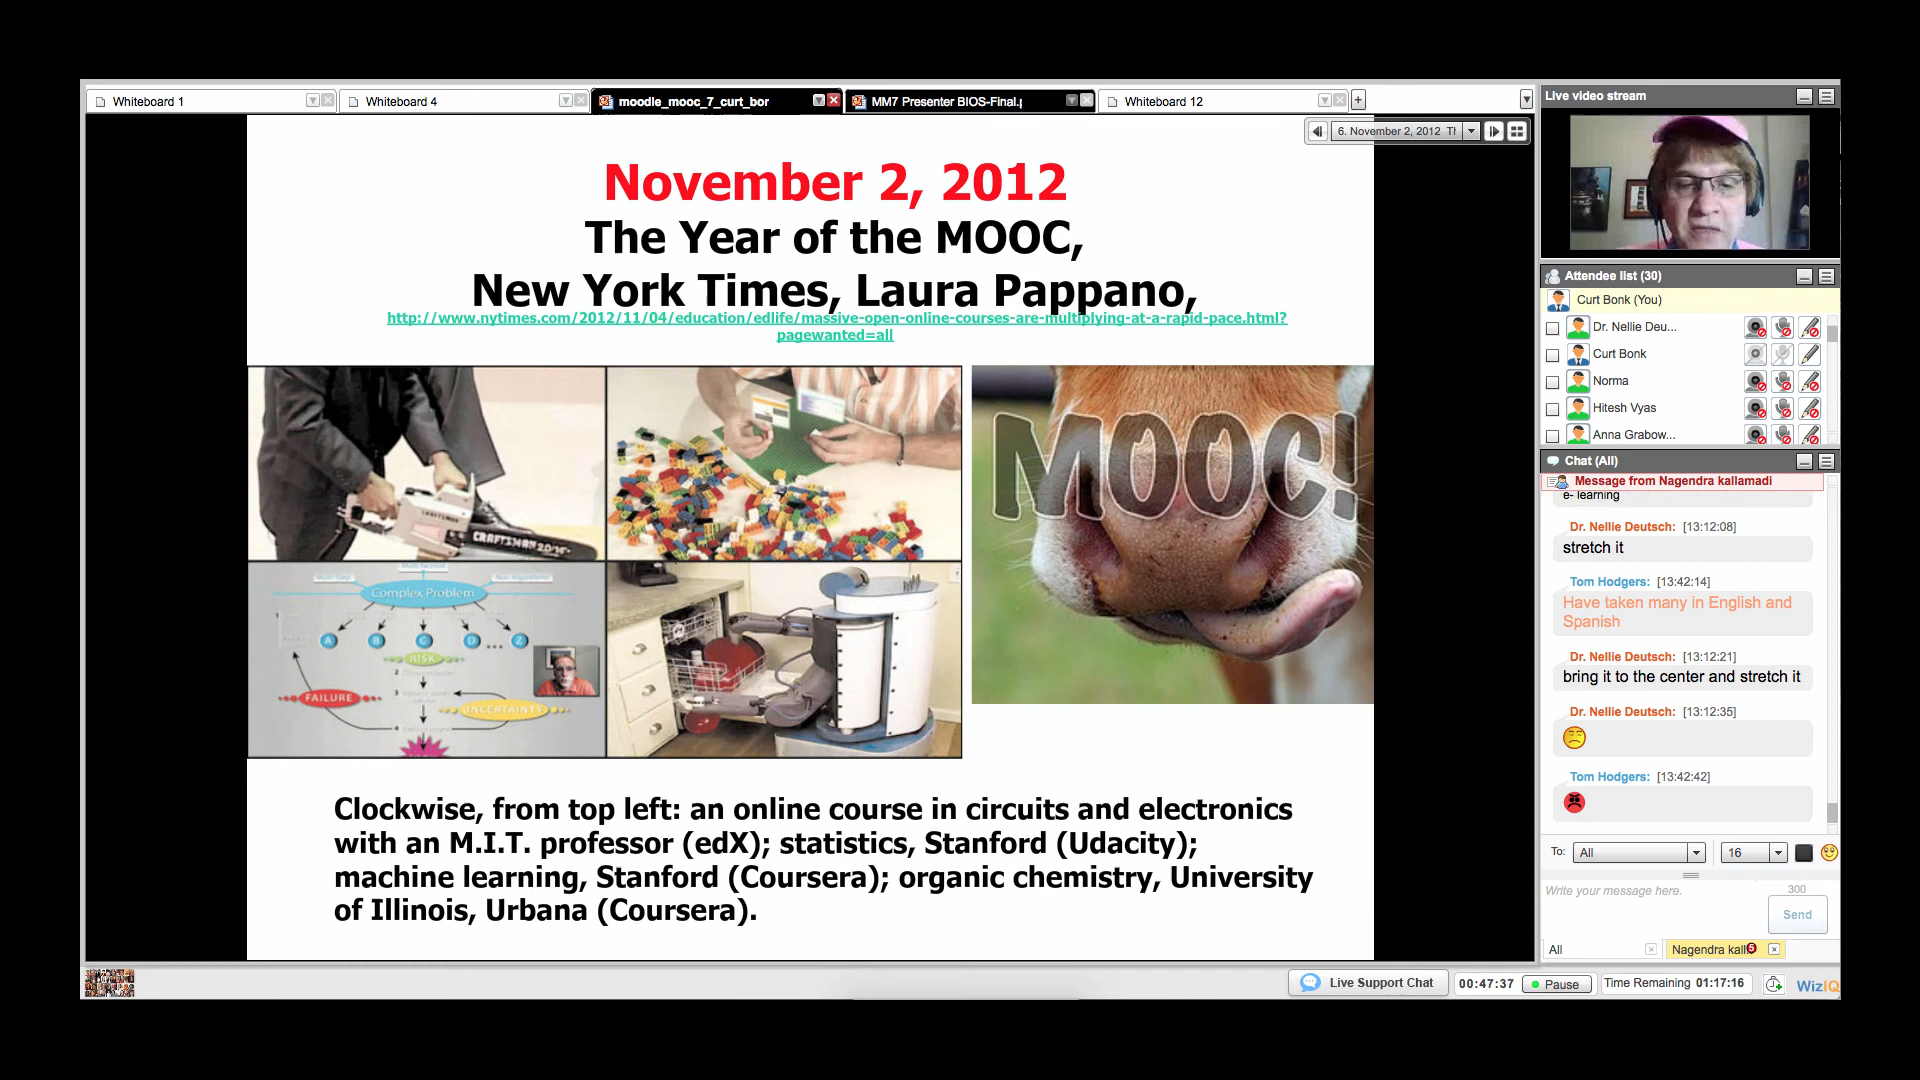 Whiteboard 1
Whiteboard 4
moodle_mooc_7_curt_bor
MM7 Presenter BIOS-Final.p
Whiteboard 12
6. November 2, 2012 Th
November 2, 2012
The Year of the MOOC,
New York Times, Laura Pappano,
http://www.nytimes.com/2012/11/04/education/edlife/massive-open-online-courses-are-multiplying-at-a-rapid-pace.html?
pagewanted=all
CRAFTSMAN
CRAFTSMAN 20/16"
MOOC!
Complex Problem
A B C D ... Z
RISK
1
2
3
4
FAILURE
UNCERTAINTY
Clockwise, from top left: an online course in circuits and electronics
with an M.I.T. professor (edX); statistics, Stanford (Udacity);
machine learning, Stanford (Coursera); organic chemistry, University
of Illinois, Urbana (Coursera).
Live video stream
Attendee list (30)
Curt Bonk (You)
Dr. Nellie Deu...
Curt Bonk
Norma
Hitesh Vyas
Anna Grabow...
Chat (All)
Message from Nagendra kallamadi
e- learning
Dr. Nellie Deutsch: [13:12:08]
stretch it
Tom Hodgers: [13:42:14]
Have taken many in English and
Spanish
Dr. Nellie Deutsch: [13:12:21]
bring it to the center and stretch it
Dr. Nellie Deutsch: [13:12:35]
Tom Hodgers: [13:42:42]
To: All 16
Write your message here. 300
Send
All
Nagendra kall 5
Live Support Chat
00:47:37
Pause
Time Remaining 01:17:16
WizIQ